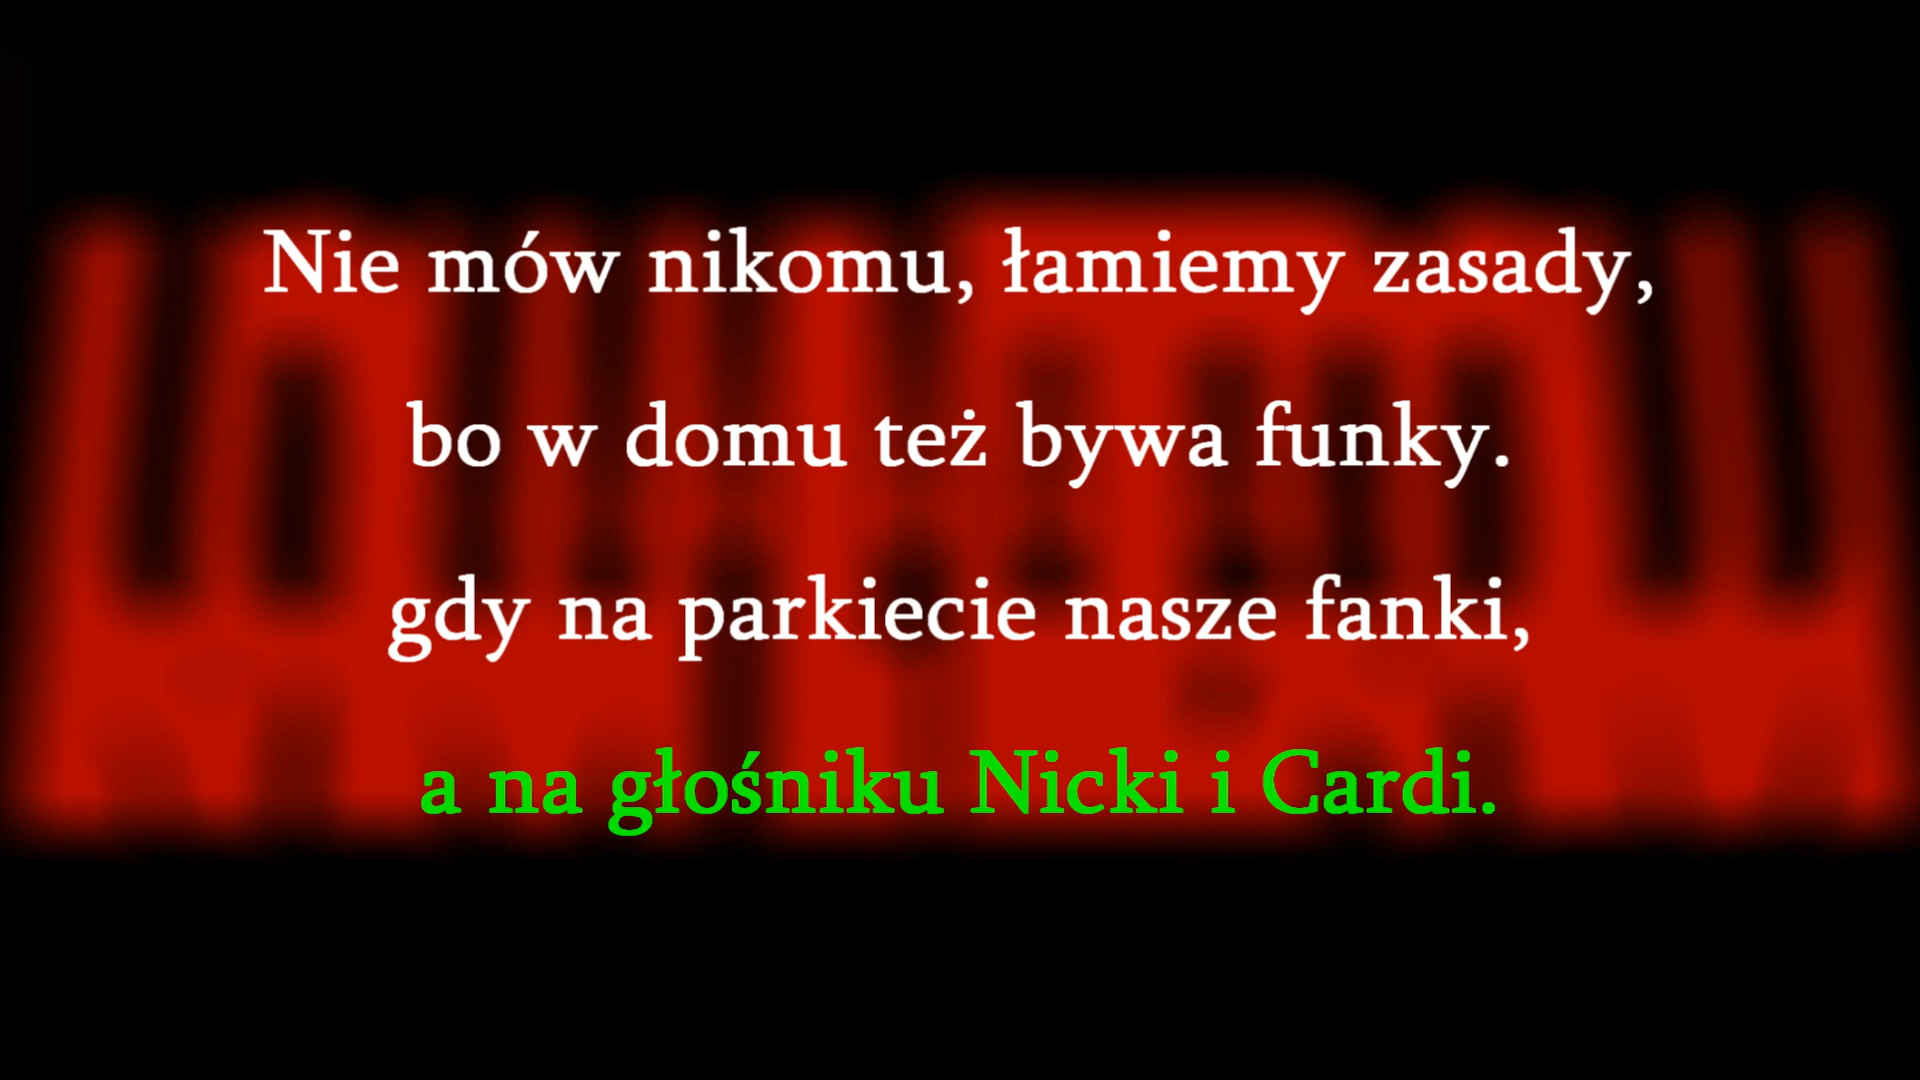 Nie mów nikomu, łamiemy zasady,
bo w domu też bywa funky.
gdy na parkiecie nasze fanki,
a na głośniku Nicki i Cardi.